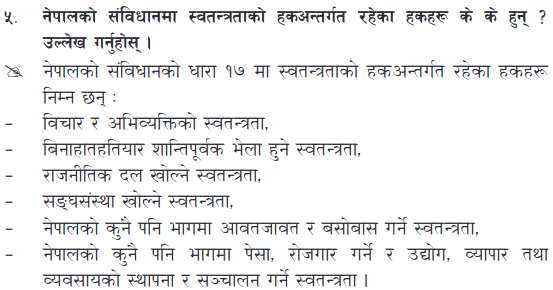 ५. नेपालको संविधानमा स्वतन्त्रताको हकअन्तर्गत रहेका हकहरू के के हुन् ?
उल्लेख गर्नुहोस् ।
नेपालको संविधानको धारा १७ मा स्वतन्त्रताको हकअन्तर्गत रहेका हकहरू
निम्न छन् :
- विचार र अभिव्यक्तिको स्वतन्त्रता,
- बिनाहातहतियार शान्तिपूर्वक भेला हुने स्वतन्त्रता,
- राजनीतिक दल खोल्ने स्वतन्त्रता,
- सङ्घसंस्था खोल्ने स्वतन्त्रता,
- नेपालको कुनै पनि भागमा आवतजावत र बसोबास गर्ने स्वतन्त्रता,
- नेपालको कुनै पनि भागमा पेसा, रोजगार गर्ने र उद्योग, व्यापार तथा
व्यवसायको स्थापना र सञ्चालन गर्ने स्वतन्त्रता ।